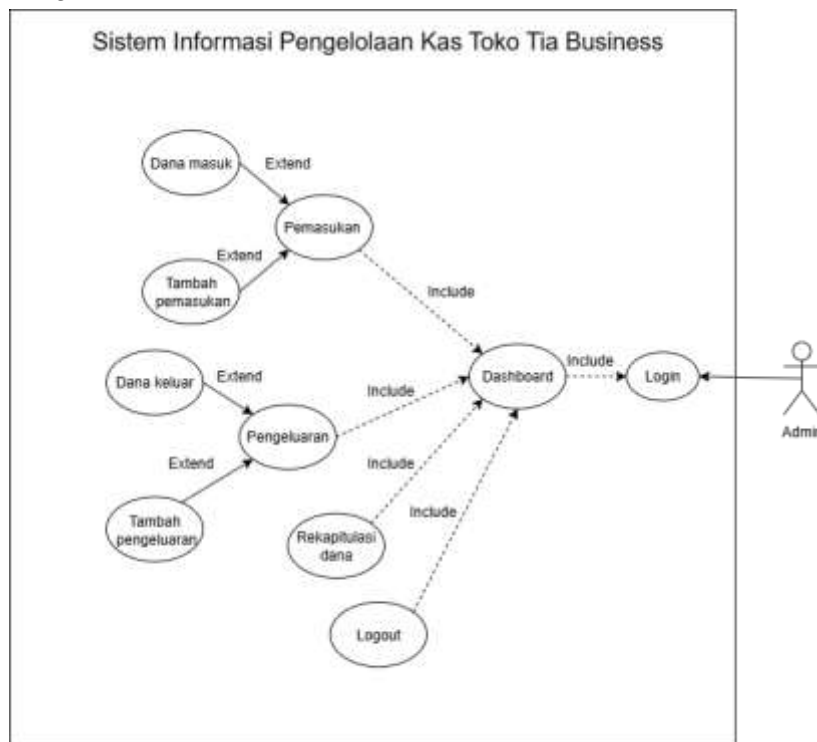 Sistem Informasi Pengelolaan Kas Toko Tia Business
Dana masuk
Extend
Pemasukan
Extend
Tambah
pemasukan
Include
Dana keluar
Extend
Include
Dashboard
Include
Login
Admin
Pengeluaran
Extend
Include
Tambah
pengeluaran
Include
Rekapitulasi
dana
Logout